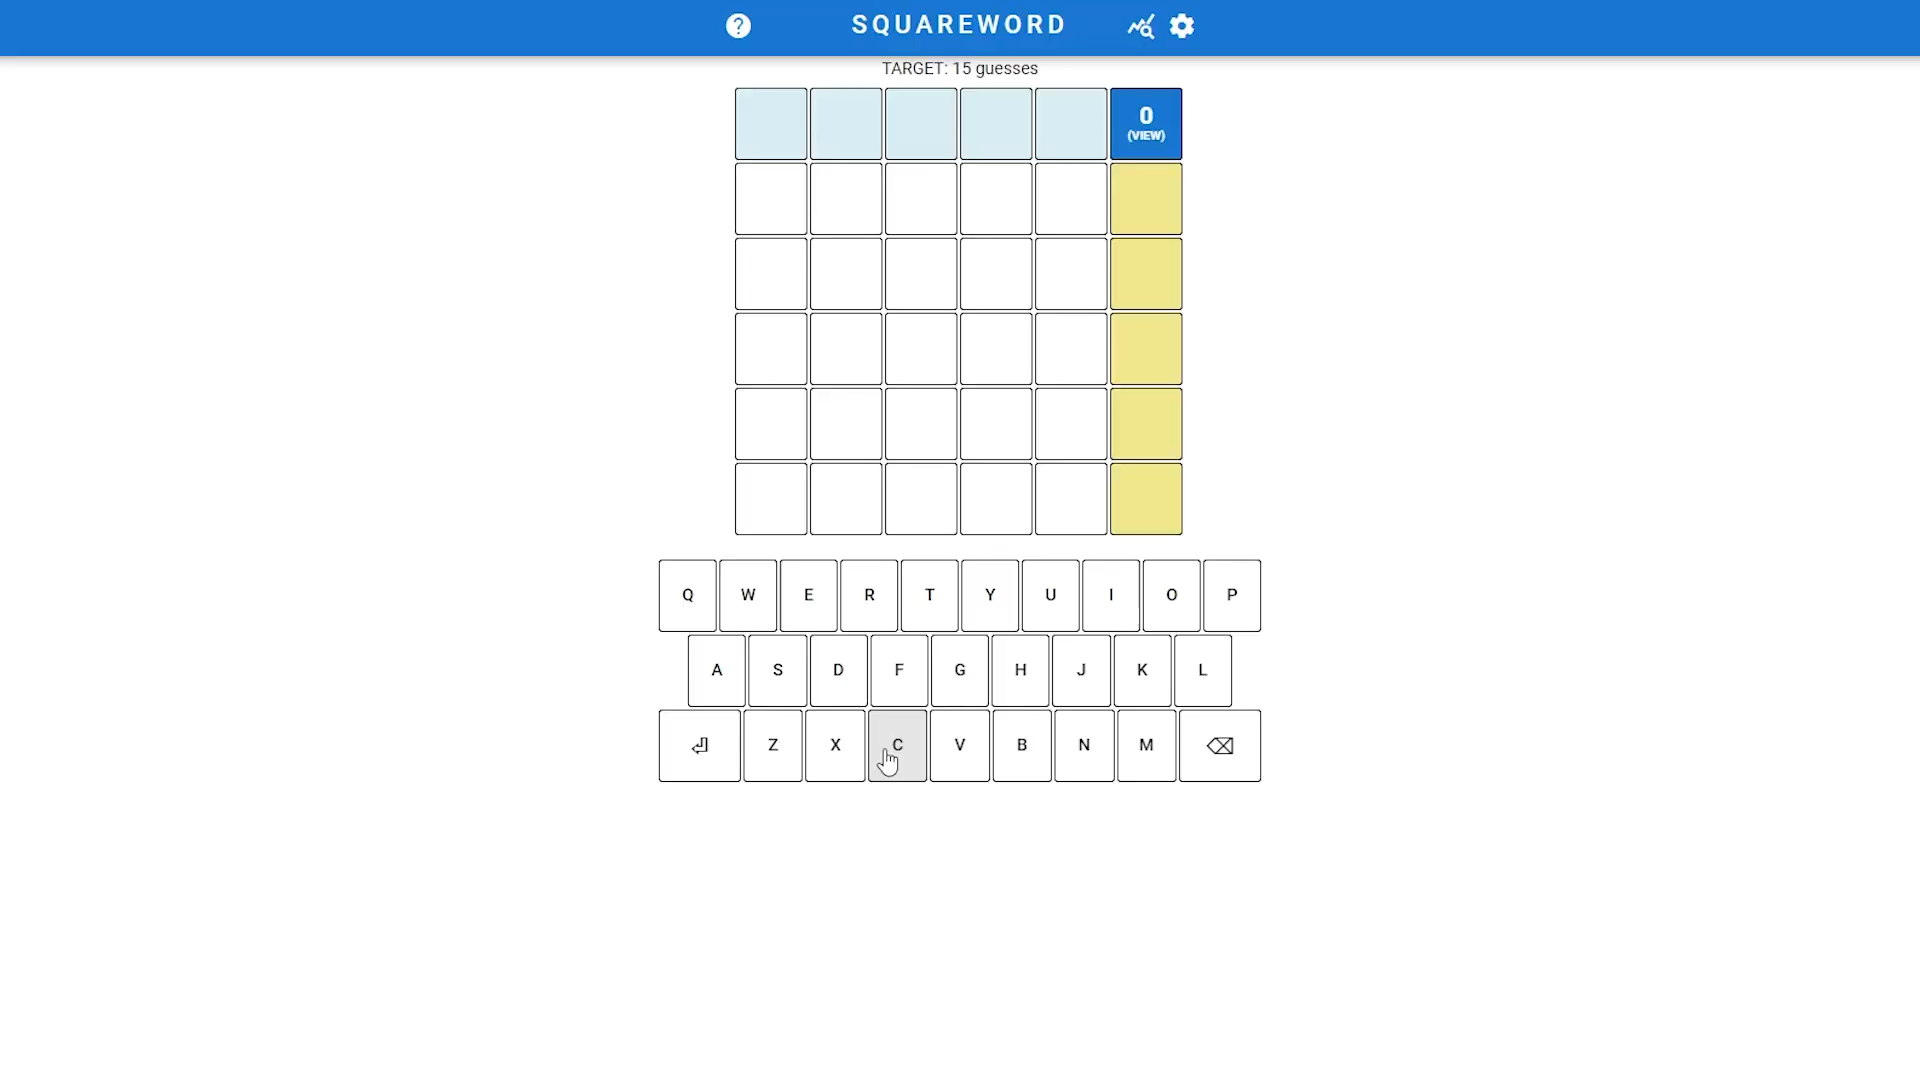 SQUAREWORD
TARGET: 15 guesses
0
(VIEW)
Q W E R T Y U I O P
A S D F G H J K L
Z X C V B N M